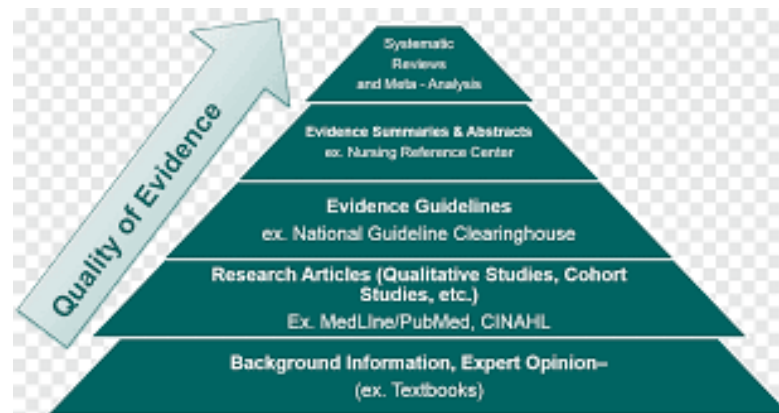 Quality of Evidence
Systematic
Reviews
and Meta - Analysis
Evidence Summaries & Abstracts
ex. Nursing Reference Center
Evidence Guidelines
ex. National Guideline Clearinghouse
Research Articles (Qualitative Studies, Cohort
Studies, etc.)
Ex. MedLIne/PubMed, CINAHL
Background Information, Expert Opinion–
(ex. Textbooks)